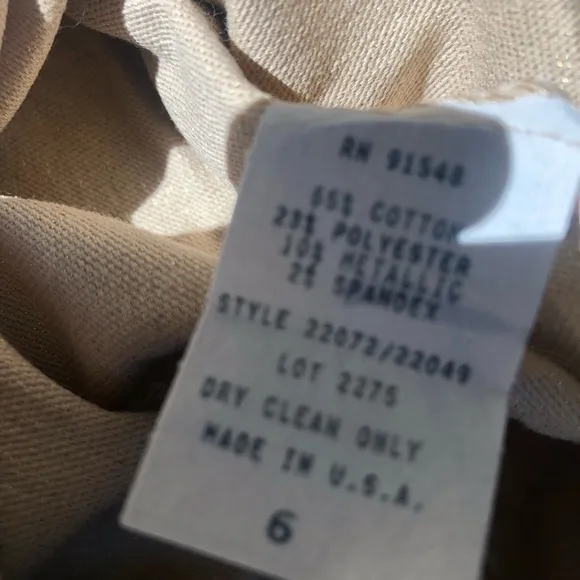 RN 91548
65% COTTON
23% POLYESTER
10% METALLIC
2% SPANDEX
STYLE 22072/22049
LOT 2275
DRY CLEAN ONLY
MADE IN U.S.A.
6